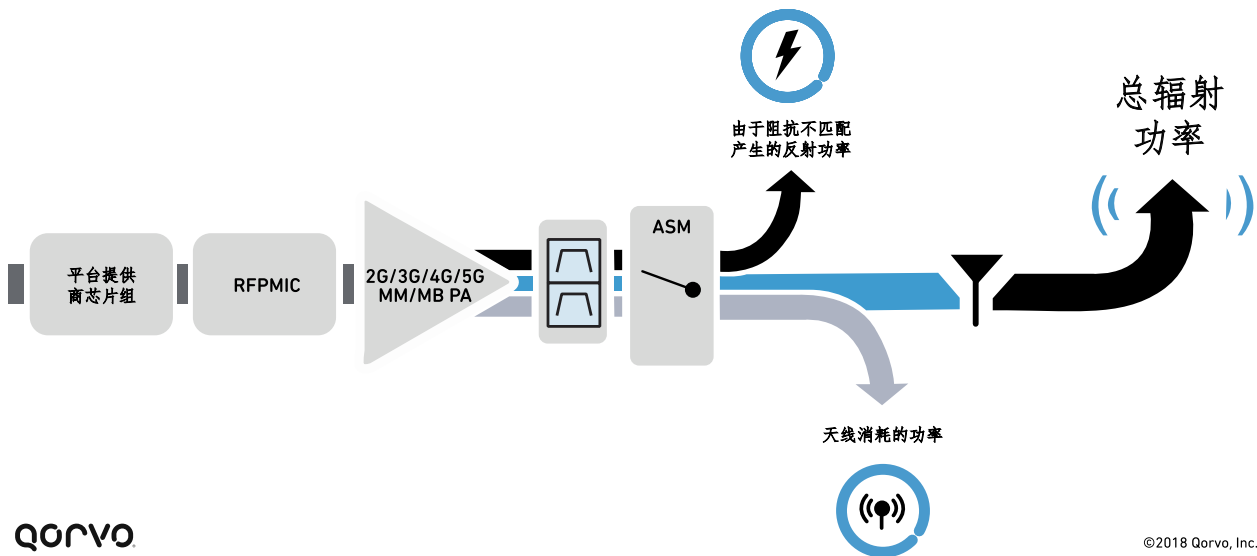 由于阻抗不匹配
产生的反射功率
总辐射
功率
平台提供
商芯片组
RFPMIC
2G/3G/4G/5G
MM/MB PA
ASM
天线消耗的功率
QORVO
©2018 Qorvo, Inc.